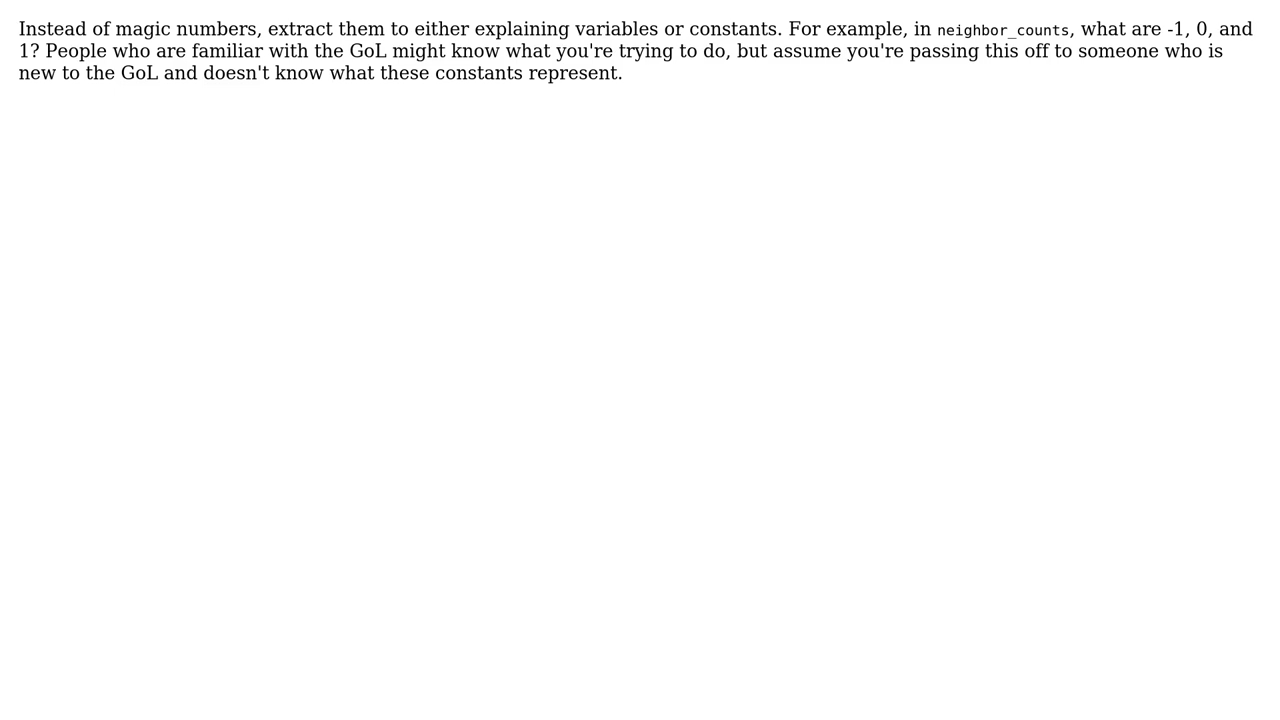 Instead of magic numbers, extract them to either explaining variables or constants. For example, in neighbor_counts, what are -1, 0, and
1? People who are familiar with the GoL might know what you're trying to do, but assume you're passing this off to someone who is
new to the GoL and doesn't know what these constants represent.